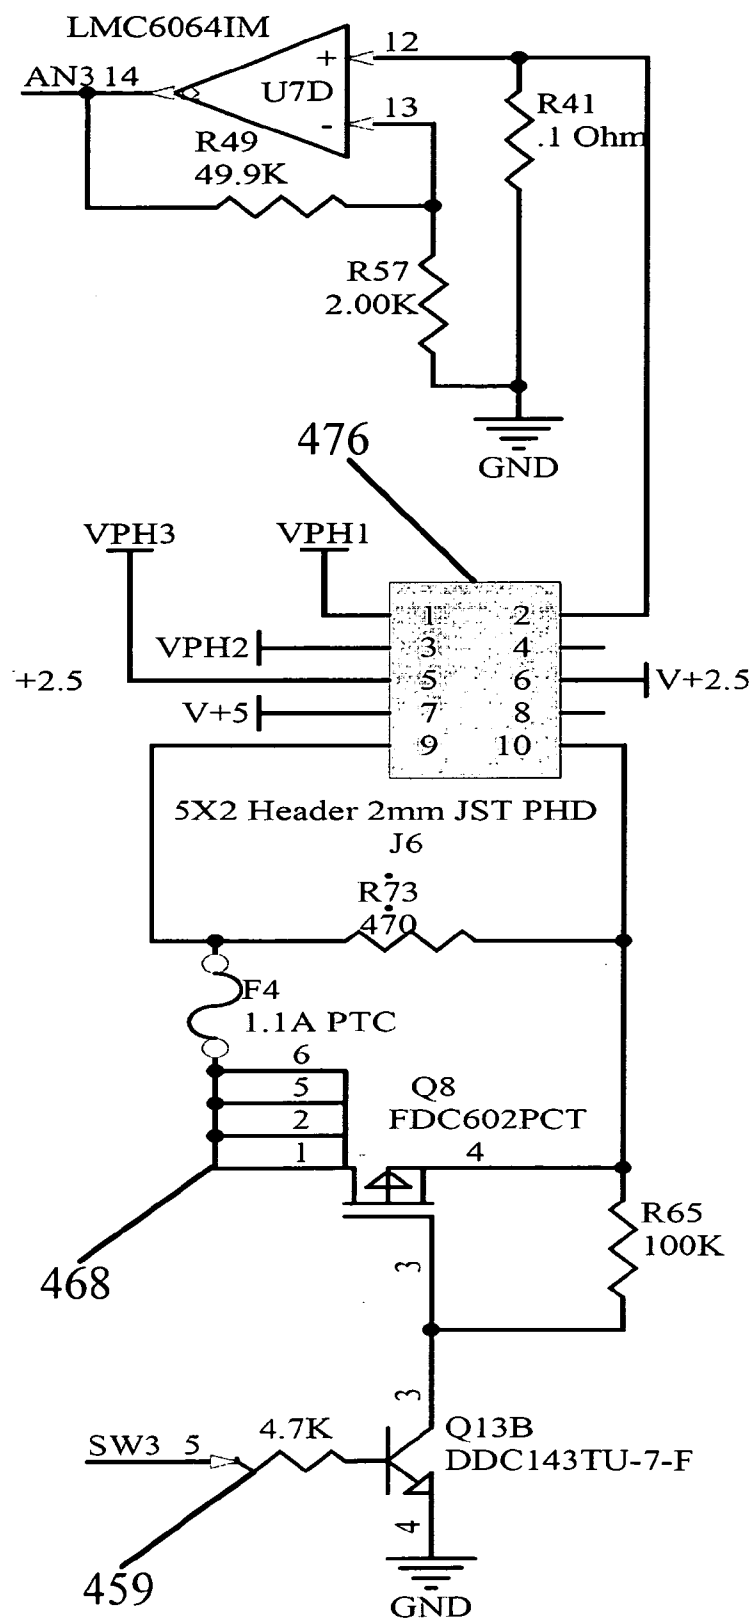 LMC6064IM
12
+
AN3 14
U7D
13
-
R41
.1 Ohm
R49
49.9K
R57
2.00K
476
GND
VPH3
VPH1
1 2
VPH2
3 4
+2.5
5 6
V+2.5
V+5
7 8
9 10
5X2 Header 2mm JST PHD
J6
R73
470
F4
1.1A PTC
6
5
Q8
2
FDC602PCT
1
4
R65
100K
468
3
3
4.7K
Q13B
SW3 5
DDC143TU-7-F
4
459
GND